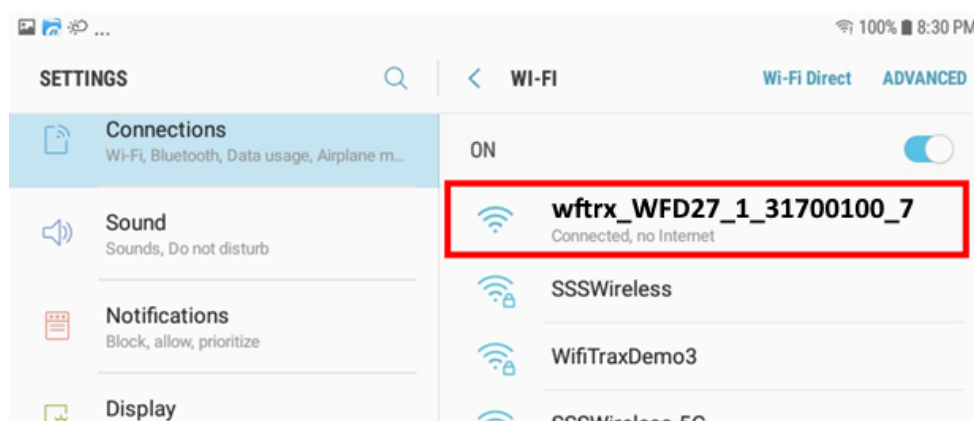 ... 100% 8:30 PM
SETTINGS
Connections
Wi-Fi, Bluetooth, Data usage, Airplane m...
Sound
Sounds, Do not disturb
Notifications
Block, allow, prioritize
Display
WI-FI Wi-Fi Direct ADVANCED
ON
wftrx_WFD27_1_31700100_7
Connected, no Internet
SSSWireless
WifiTraxDemo3